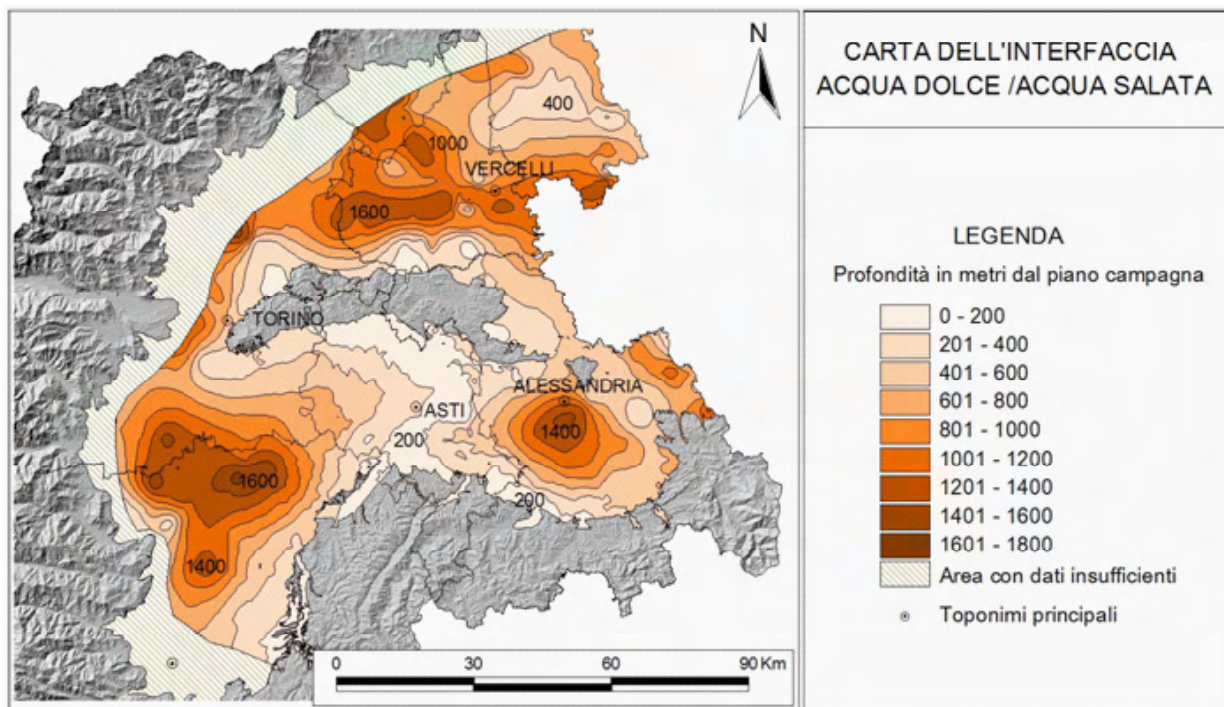 N
400
1000
VERCELLI
1600
TORINO
ALESSANDRIA
ASTI
1400
200
1600
200
1400
0 30 60 90 Km
CARTA DELL'INTERFACCIA
ACQUA DOLCE /ACQUA SALATA
LEGENDA
Profondità in metri dal piano campagna
0 - 200
201 - 400
401 - 600
601 - 800
801 - 1000
1001 - 1200
1201 - 1400
1401 - 1600
1601 - 1800
Area con dati insufficienti
Toponimi principali